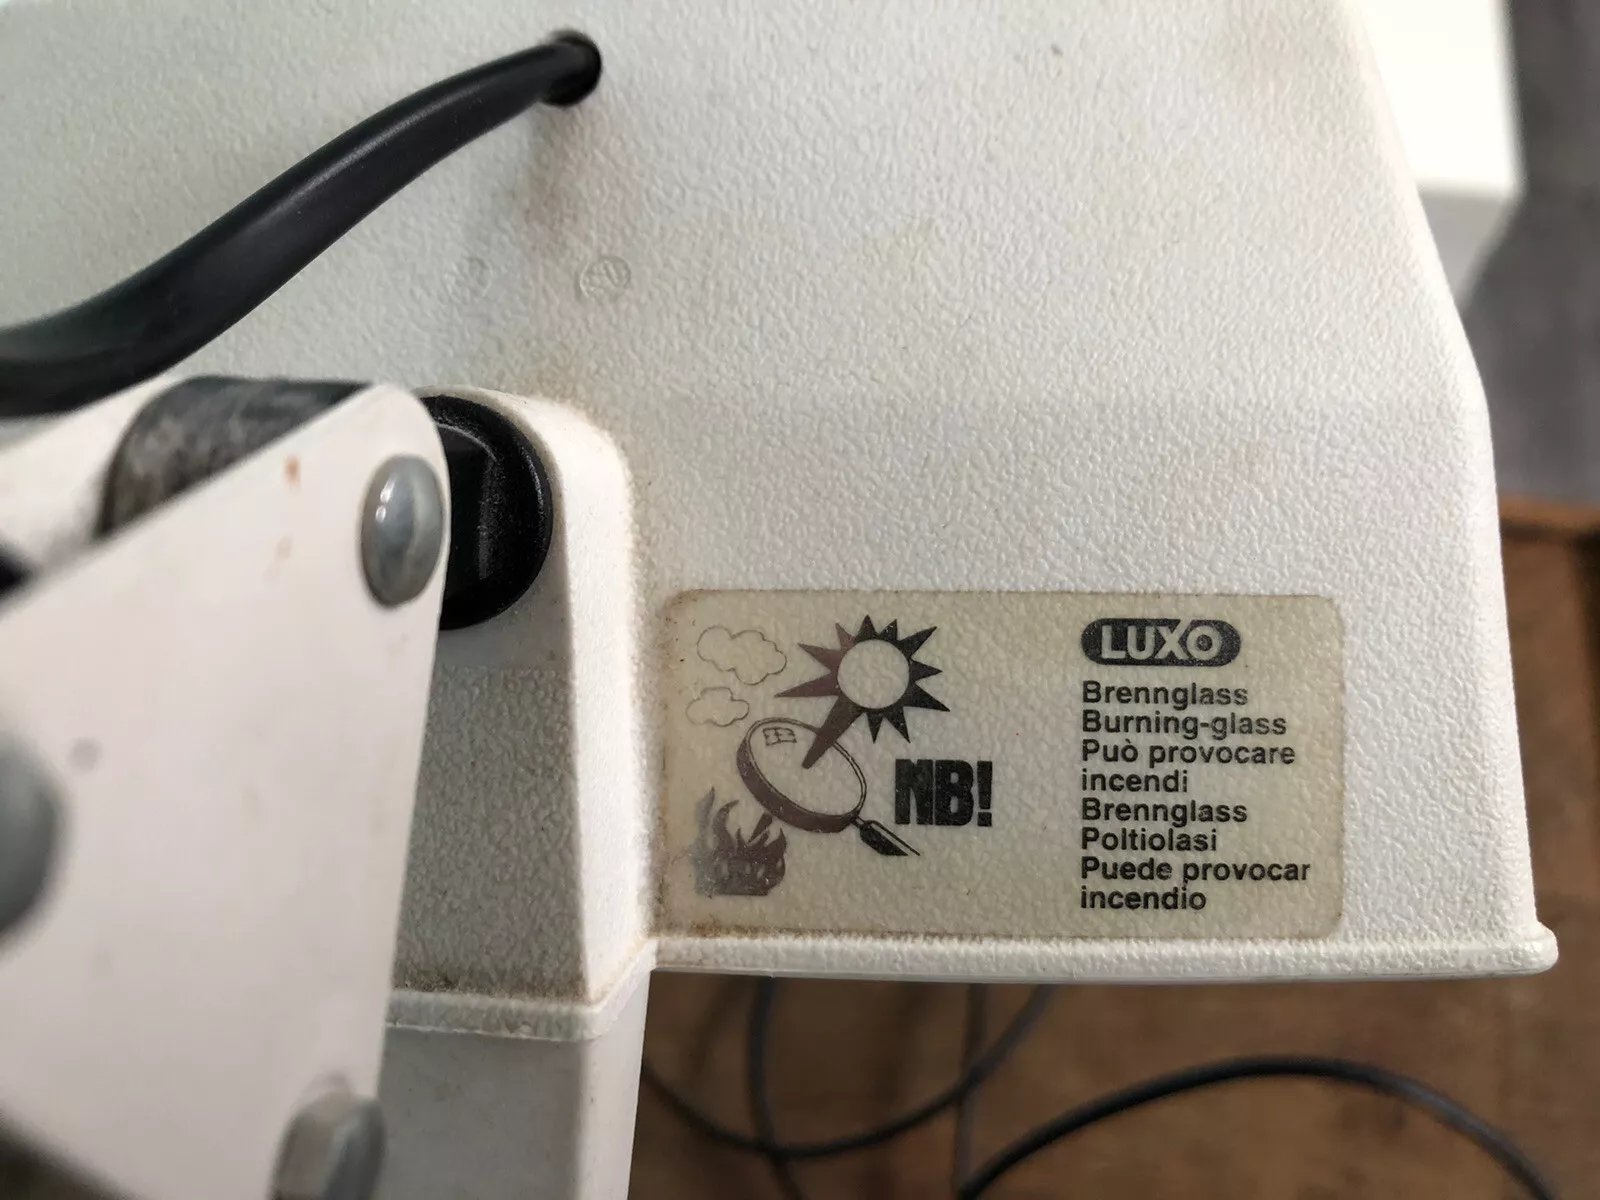 LUXO
Brennglass
Burning-glass
Può provocare
incendi
Brennglass
Poltiolasi
Puede provocar
incendio
NB!